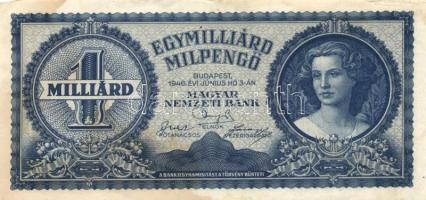 EGYMILLIÁRD
MILPENGŐ
BUDAPEST,
1946. ÉVI JÚNIUS HÓ 3-ÁN
MAGYAR
NEMZETI BANK
1
MILLIÁRD
ELNÖK
FŐTANÁCSOS
VEZÉRIGAZGATÓ
A BANKJEGYHAMISÍTÁST A TÖRVÉNY BÜNTETI